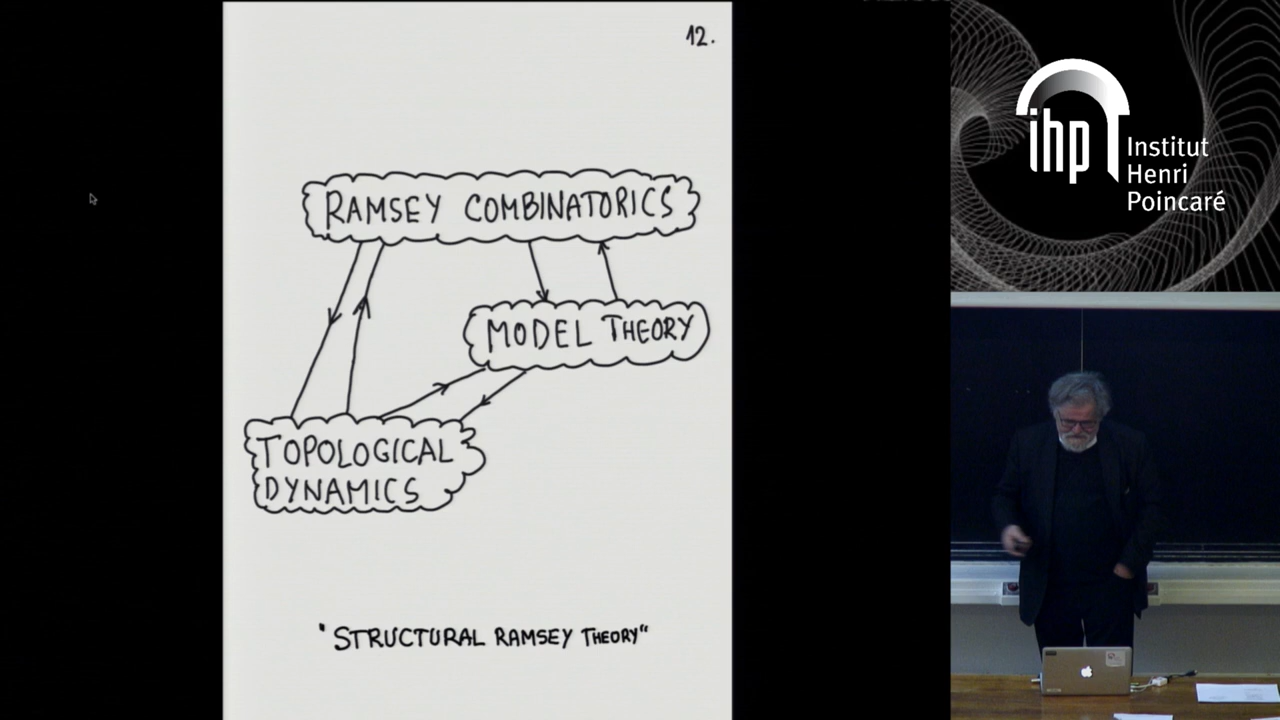 12.
RAMSEY COMBINATORICS
MODEL THEORY
TOPOLOGICAL
DYNAMICS
"STRUCTURAL RAMSEY THEORY"
ihp
Institut
Henri
Poincaré